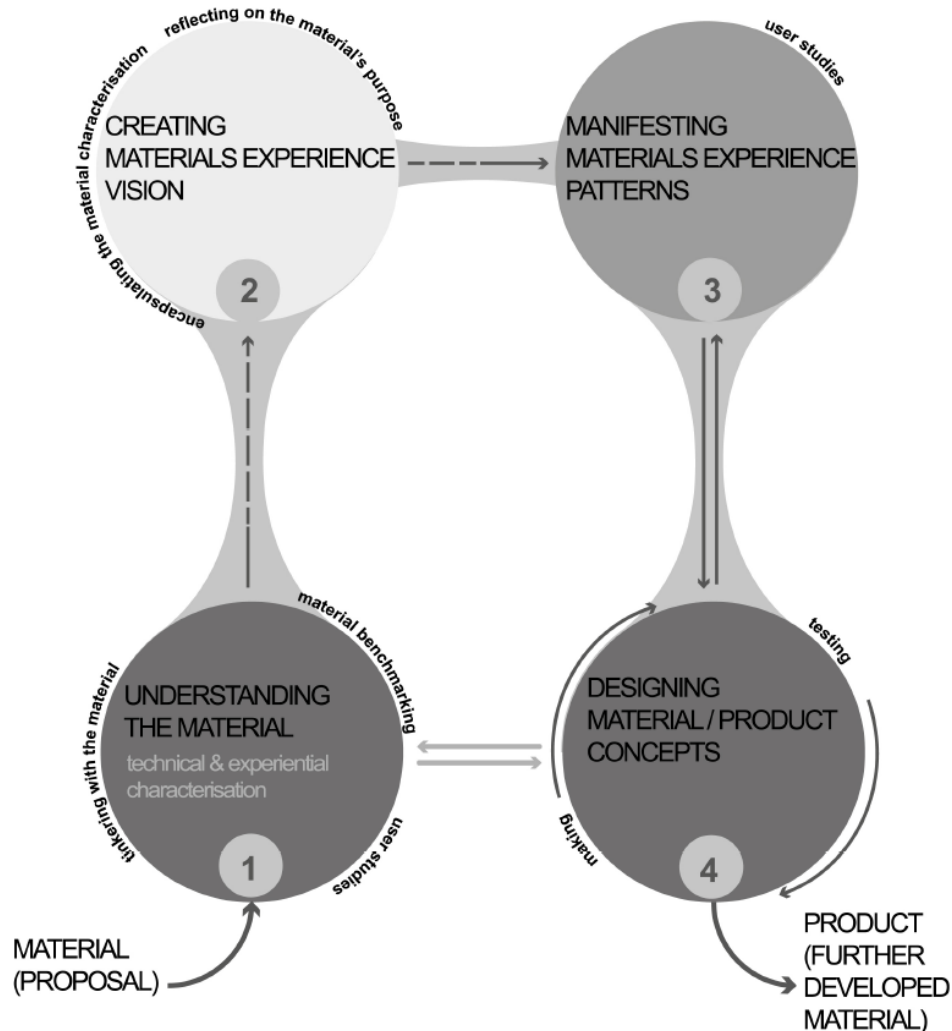 reflecting on the material's purpose
encapsulating the material characterisation
CREATING
MATERIALS EXPERIENCE
VISION
2
user studies
MANIFESTING
MATERIALS EXPERIENCE
PATTERNS
3
tinkering with the material
material benchmarking
user studies
UNDERSTANDING
THE MATERIAL
technical & experiential
characterisation
1
testing
making
DESIGNING
MATERIAL / PRODUCT
CONCEPTS
4
MATERIAL
(PROPOSAL)
PRODUCT
(FURTHER
DEVELOPED
MATERIAL)